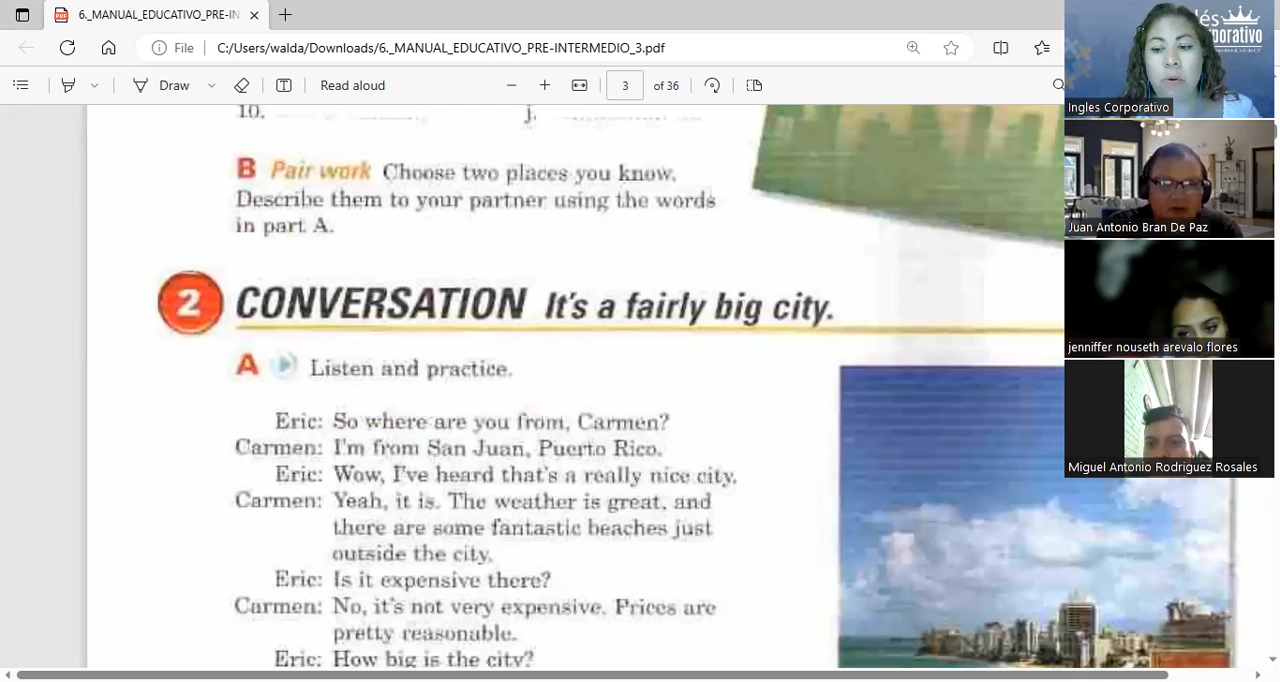 6._MANUAL_EDUCATIVO_PRE-IN
File
C:/Users/walda/Downloads/6._MANUAL_EDUCATIVO_PRE-INTERMEDIO_3.pdf
Draw
Read aloud
3
of 36
10.
j.
B Pair work Choose two places you know.
Describe them to your partner using the words
in part A.
2 CONVERSATION It's a fairly big city.
A Listen and practice.
Eric: So where are you from, Carmen?
Carmen: I'm from San Juan, Puerto Rico.
Eric: Wow, I've heard that's a really nice city.
Carmen: Yeah, it is. The weather is great, and
there are some fantastic beaches just
outside the city.
Eric: Is it expensive there?
Carmen: No, it's not very expensive. Prices are
pretty reasonable.
Eric: How big is the city?
Ingles Corporativo
Juan Antonio Bran De Paz
jenniffer nouseth arevalo flores
Miguel Antonio Rodriguez Rosales